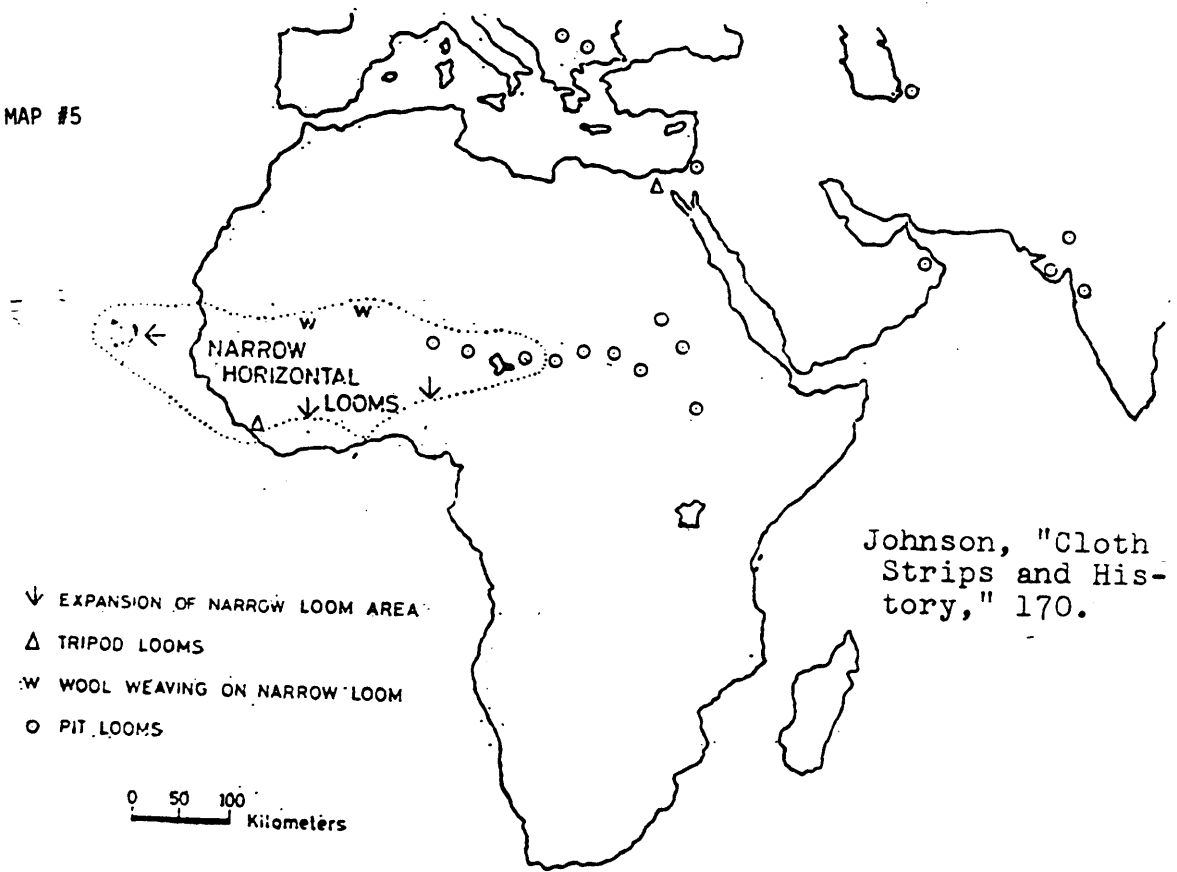 MAP #5
W
W
NARROW
HORIZONTAL
LOOMS
Johnson, "Cloth
Strips and His-
tory," 170.
EXPANSION OF NARROW LOOM AREA
TRIPOD LOOMS
W WOOL WEAVING ON NARROW LOOM
PIT LOOMS
0 50 100
Kilometers